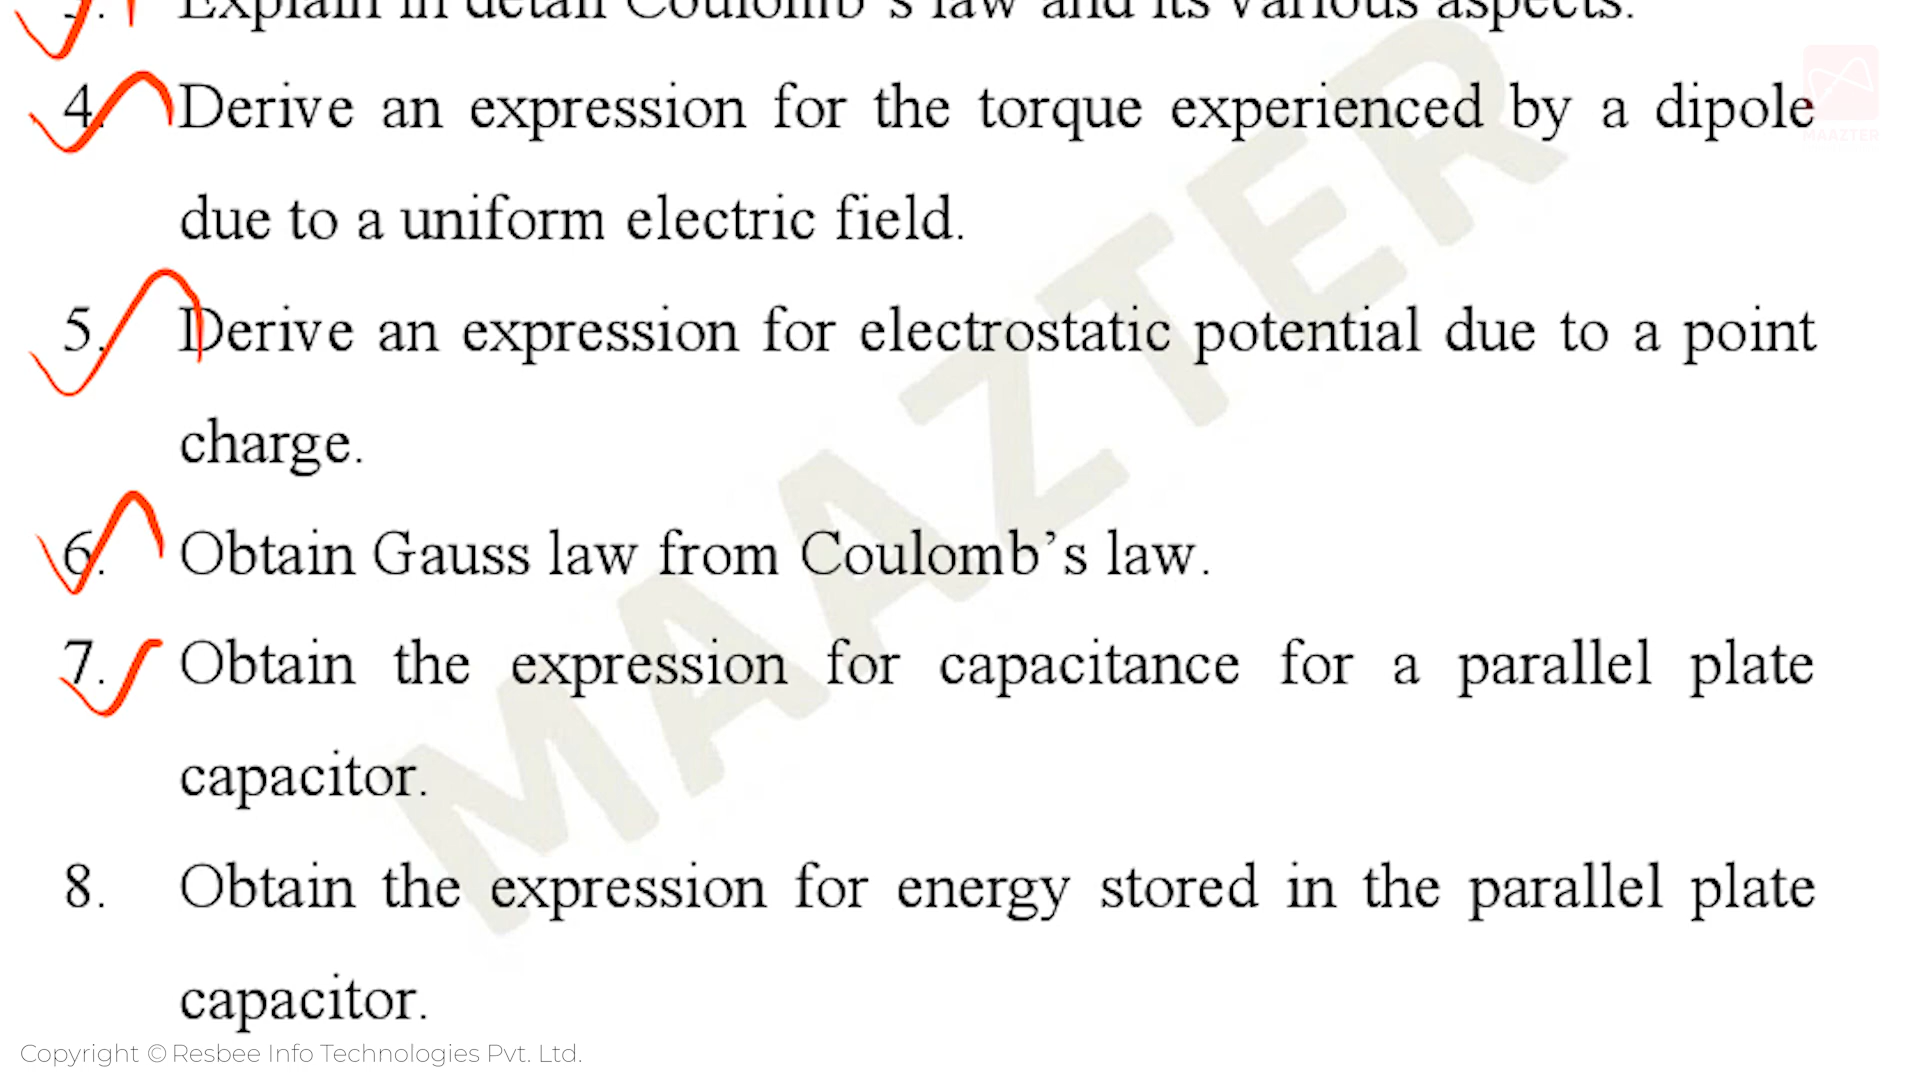 3. Explain in detail Coulomb’s law and its various aspects.
4. Derive an expression for the torque experienced by a dipole
due to a uniform electric field.
5. Derive an expression for electrostatic potential due to a point
charge.
6. Obtain Gauss law from Coulomb’s law.
7. Obtain the expression for capacitance for a parallel plate
capacitor.
8. Obtain the expression for energy stored in the parallel plate
capacitor.
MAAZTER
MAAZTER
Copyright © Resbee Info Technologies Pvt. Ltd.